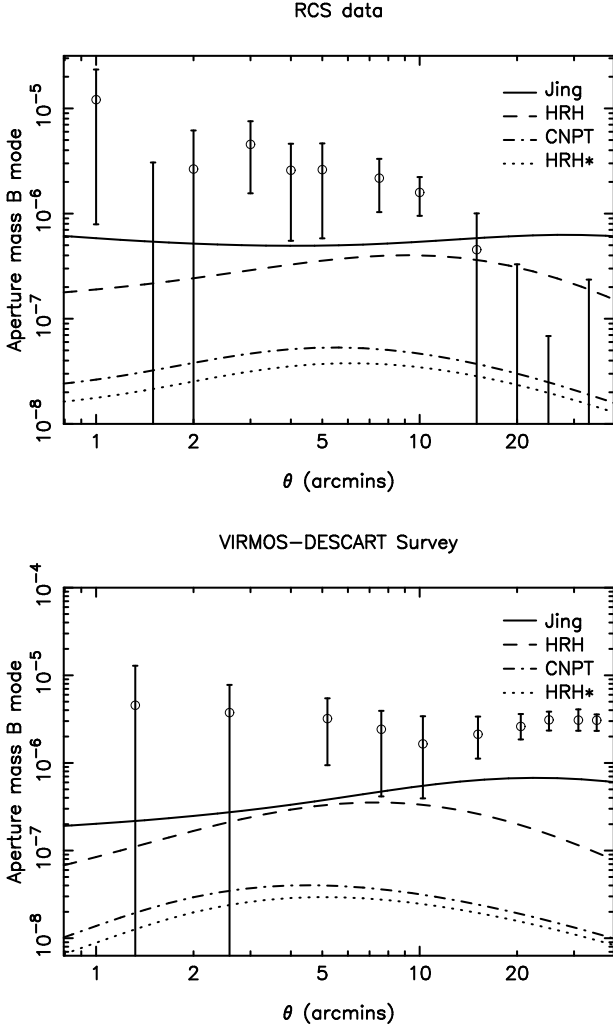 RCS data
Aperture mass B mode
10⁻⁵
10⁻⁶
10⁻⁷
10⁻⁸
Jing
HRH
CNPT
HRH*
1 2 5 10 20
θ (arcmins)
VIRMOS−DESCART Survey
Aperture mass B mode
10⁻⁴
10⁻⁵
10⁻⁶
10⁻⁷
10⁻⁸
Jing
HRH
CNPT
HRH*
1 2 5 10 20
θ (arcmins)